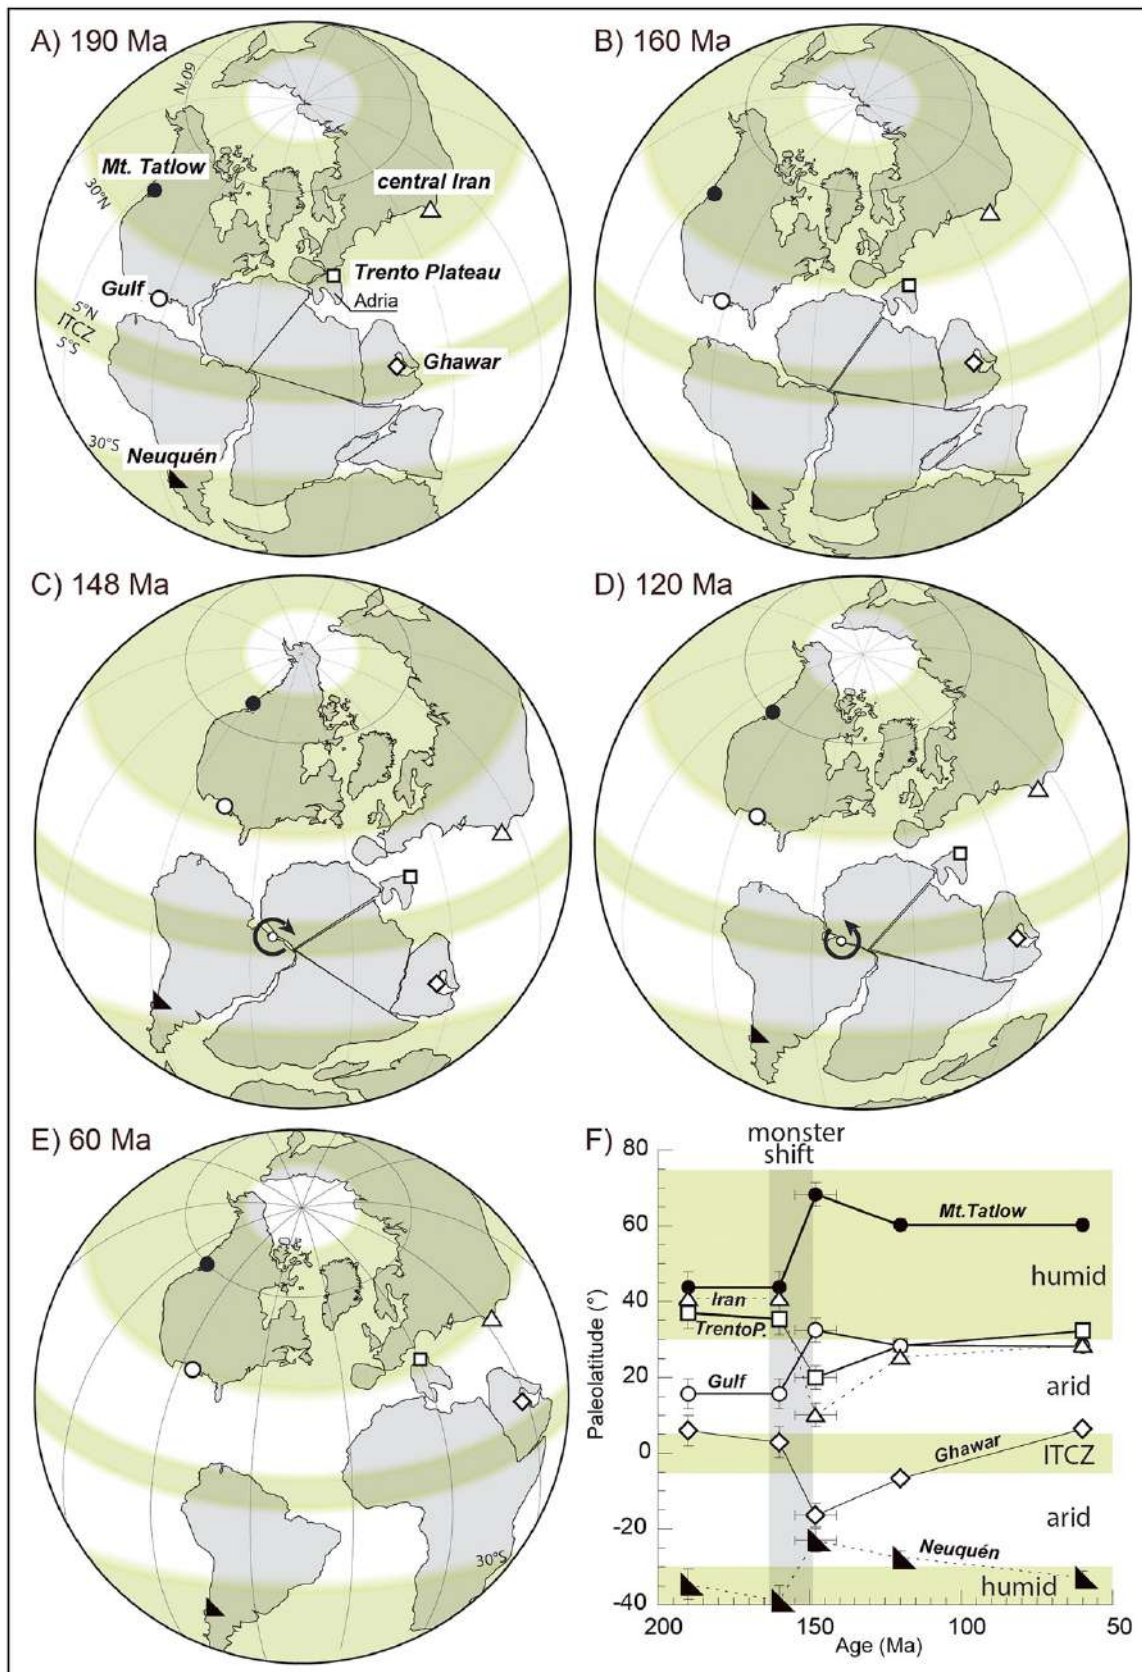 A) 190 Ma
B) 160 Ma
60°N
Mt. Tatlow
central Iran
30°N
Trento Plateau
Gulf
Adria
5°N
ITCZ
5°S
Ghawar
30°S
Neuquén
C) 148 Ma
D) 120 Ma
E) 60 Ma
30°S
F)
monster
shift
80
60
40
20
0
-20
-40
Paleolatitude (°)
Mt.Tatlow
humid
Iran
TrentoP.
Gulf
arid
Ghawar
ITCZ
arid
Neuquén
humid
200
150
100
50
Age (Ma)